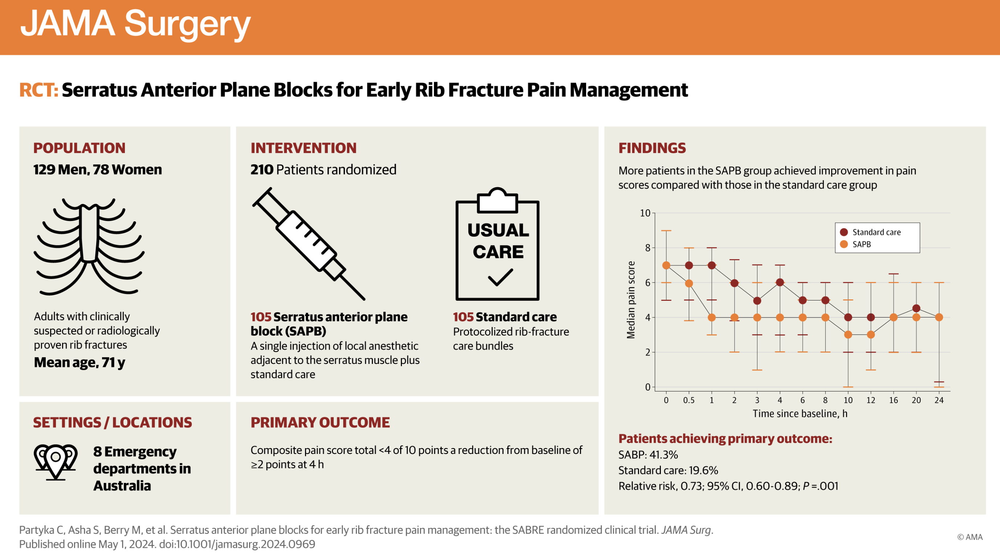 JAMA Surgery
RCT: Serratus Anterior Plane Blocks for Early Rib Fracture Pain Management
POPULATION
129 Men, 78 Women
Adults with clinically
suspected or radiologically
proven rib fractures
Mean age, 71 y
INTERVENTION
210 Patients randomized
USUAL
CARE
105 Serratus anterior plane
block (SAPB)
A single injection of local anesthetic
adjacent to the serratus muscle plus
standard care
105 Standard care
Protocolized rib-fracture
care bundles
SETTINGS / LOCATIONS
8 Emergency
departments in
Australia
PRIMARY OUTCOME
Composite pain score total <4 of 10 points a reduction from baseline of
≥2 points at 4 h
FINDINGS
More patients in the SAPB group achieved improvement in pain
scores compared with those in the standard care group
Median pain score
10
8
6
4
2
0
Standard care
SAPB
0 0.5 1 2 3 4 6 8 10 12 16 20 24
Time since baseline, h
Patients achieving primary outcome:
SABP: 41.3%
Standard care: 19.6%
Relative risk, 0.73; 95% CI, 0.60-0.89; P =.001
Partyka C, Asha S, Berry M, et al. Serratus anterior plane blocks for early rib fracture pain management: the SABRE randomized clinical trial. JAMA Surg.
Published online May 1, 2024. doi:10.1001/jamasurg.2024.0969
© AMA